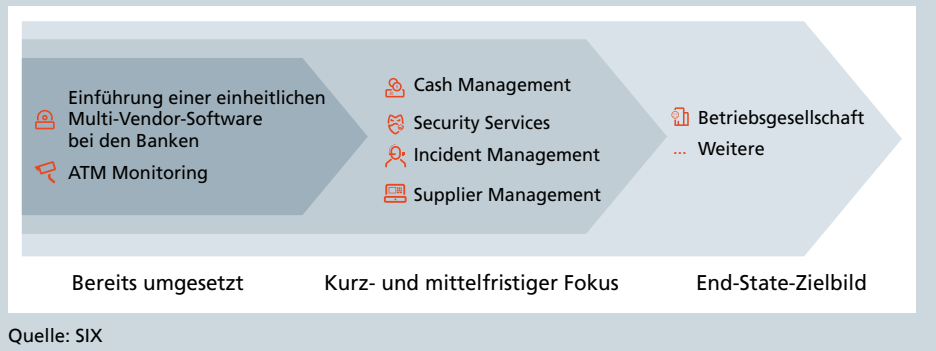 Einführung einer einheitlichen
Multi-Vendor-Software
bei den Banken
ATM Monitoring
Cash Management
Security Services
Incident Management
Supplier Management
Betriebsgesellschaft
... Weitere
Bereits umgesetzt
Kurz- und mittelfristiger Fokus
End-State-Zielbild
Quelle: SIX